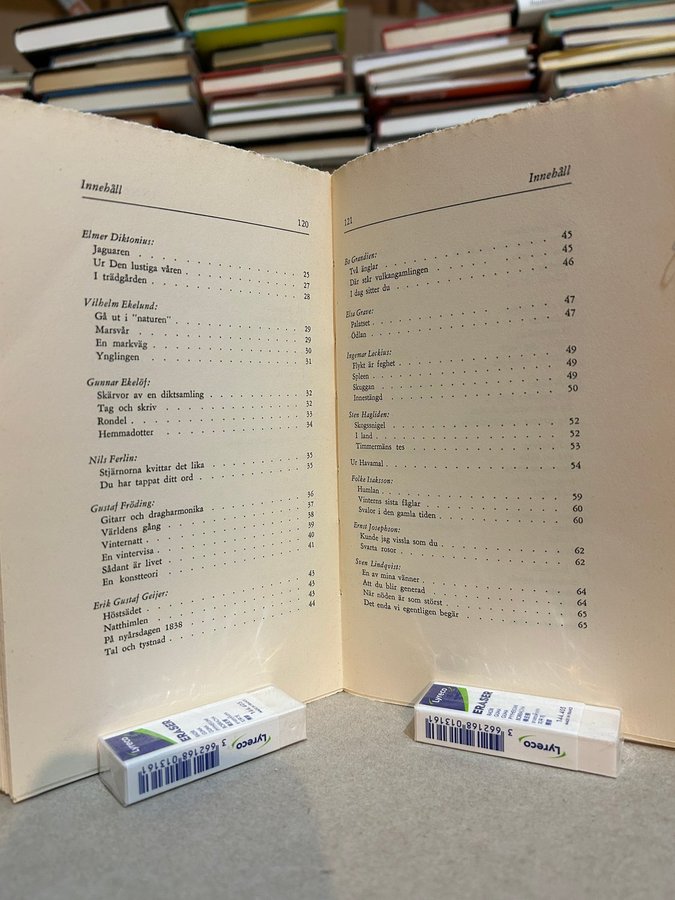 Innehåll
120
Elmer Diktonius:
Jaguaren . . . . . . . . . . . . . 25
Ur Den lustiga våren . . . . . . . . . 27
I trädgården . . . . . . . . . . . . 28
Vilhelm Ekelund:
Gå ut i "naturen" . . . . . . . . . . 29
Marsvår . . . . . . . . . . . . . 29
En markväg . . . . . . . . . . . . 30
Ynglingen . . . . . . . . . . . . 31
Gunnar Ekelöf:
Skärvor av en diktsamling . . . . . . . . 32
Tag och skriv . . . . . . . . . . . 32
Rondel . . . . . . . . . . . . . 33
Hemmadotter . . . . . . . . . . . 34
Nils Ferlin:
Stjärnorna kvittar det lika . . . . . . . . 35
Du har tappat ditt ord . . . . . . . . . 35
Gustaf Fröding:
Gitarr och dragharmonika . . . . . . . . 36
Världens gång . . . . . . . . . . . 37
Vinternatt . . . . . . . . . . . . 38
En vintervisa . . . . . . . . . . . 39
Sådant är livet . . . . . . . . . . . 40
En konstteori . . . . . . . . . . . 41
Erik Gustaf Geijer:
Höstsädet . . . . . . . . . . . . 43
Natthimlen . . . . . . . . . . . . 43
På nyårsdagen 1838 . . . . . . . . . 43
Tal och tystnad . . . . . . . . . . . 44
Innehåll
121
Bo Grandien:
Två änglar . . . . . . . . . . . . 45
Där står vulkangamlingen . . . . . . . . 45
I dag sitter du . . . . . . . . . . . 46
Elsa Grave:
Palatset . . . . . . . . . . . . . 47
Ödlan . . . . . . . . . . . . . 47
Ingemar Leckius:
Flykt är feghet . . . . . . . . . . . 49
Spleen . . . . . . . . . . . . . 49
Skuggan . . . . . . . . . . . . . 49
Innestängd . . . . . . . . . . . . 50
Sten Hagliden:
Skogssnigel . . . . . . . . . . . . 52
I land . . . . . . . . . . . . . 52
Timmermäns tes . . . . . . . . . . . 53
Ur Havamal . . . . . . . . . . . . 54
Folke Isaksson:
Humlan . . . . . . . . . . . . . 59
Vinterns sista fåglar . . . . . . . . . 60
Svalor i den gamla tiden . . . . . . . . 60
Ernst Josephson:
Kunde jag vissla som du . . . . . . . . 62
Svarta rosor . . . . . . . . . . . . 62
Sven Lindqvist:
En av mina vänner . . . . . . . . . . 64
Att du blir generad . . . . . . . . . . 64
När nöden är som störst . . . . . . . . 65
Det enda vi egentligen begär . . . . . . . 65
Lyreco
ERASER
144.405
3 662168 013161
Lyreco
Lyreco
ERASER
144.405
3 662168 013161
Lyreco